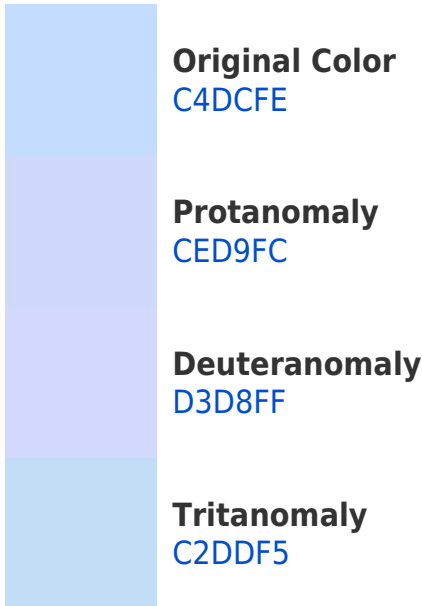 Original Color
C4DCFE
Protanomaly
CED9FC
Deuteranomaly
D3D8FF
Tritanomaly
C2DDF5